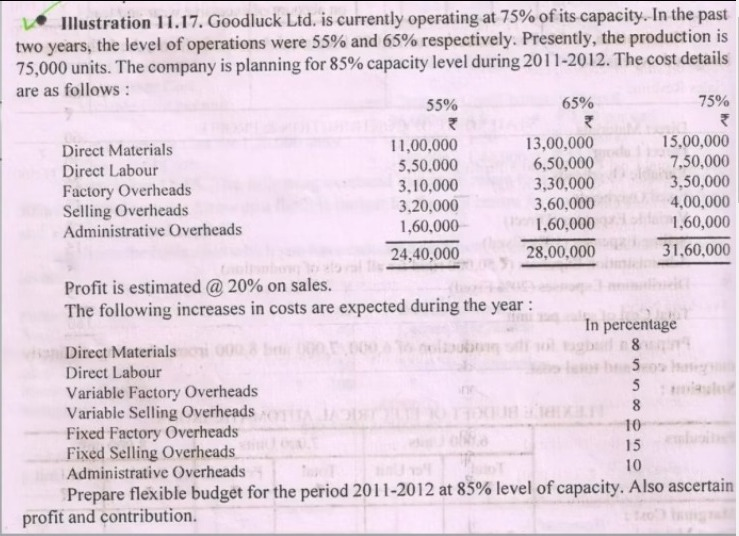 Illustration 11.17. Goodluck Ltd. is currently operating at 75% of its capacity. In the past
two years, the level of operations were 55% and 65% respectively. Presently, the production is
75,000 units. The company is planning for 85% capacity level during 2011-2012. The cost details
are as follows :
55% 65% 75%
₹ ₹ ₹
Direct Materials 11,00,000 13,00,000 15,00,000
Direct Labour 5,50,000 6,50,000 7,50,000
Factory Overheads 3,10,000 3,30,000 3,50,000
Selling Overheads 3,20,000 3,60,000 4,00,000
Administrative Overheads 1,60,000 1,60,000 1,60,000
24,40,000 28,00,000 31,60,000
Profit is estimated @ 20% on sales.
The following increases in costs are expected during the year :
In percentage
Direct Materials 8
Direct Labour 5
Variable Factory Overheads 5
Variable Selling Overheads 8
Fixed Factory Overheads 10
Fixed Selling Overheads 15
Administrative Overheads 10
Prepare flexible budget for the period 2011-2012 at 85% level of capacity. Also ascertain
profit and contribution.